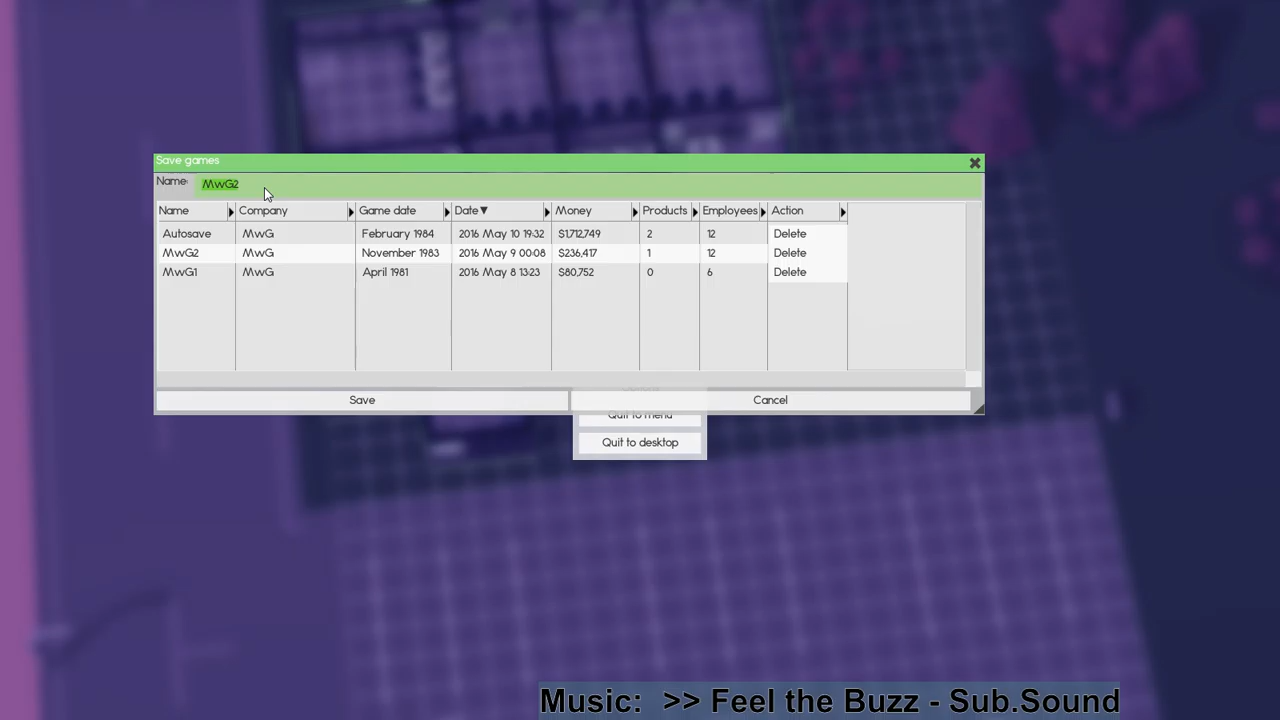 Save games
Name: MwG2
Name Company Game date Date▼ Money Products Employees Action
Autosave MwG February 1984 2016 May 10 19:32 $1,712,749 2 12 Delete
MwG2 MwG November 1983 2016 May 9 00:08 $236,417 1 12 Delete
MwG1 MwG April 1981 2016 May 8 13:23 $80,752 0 6 Delete
Save Cancel
Quit to menu
Quit to desktop
Music: >> Feel the Buzz - Sub.Sound